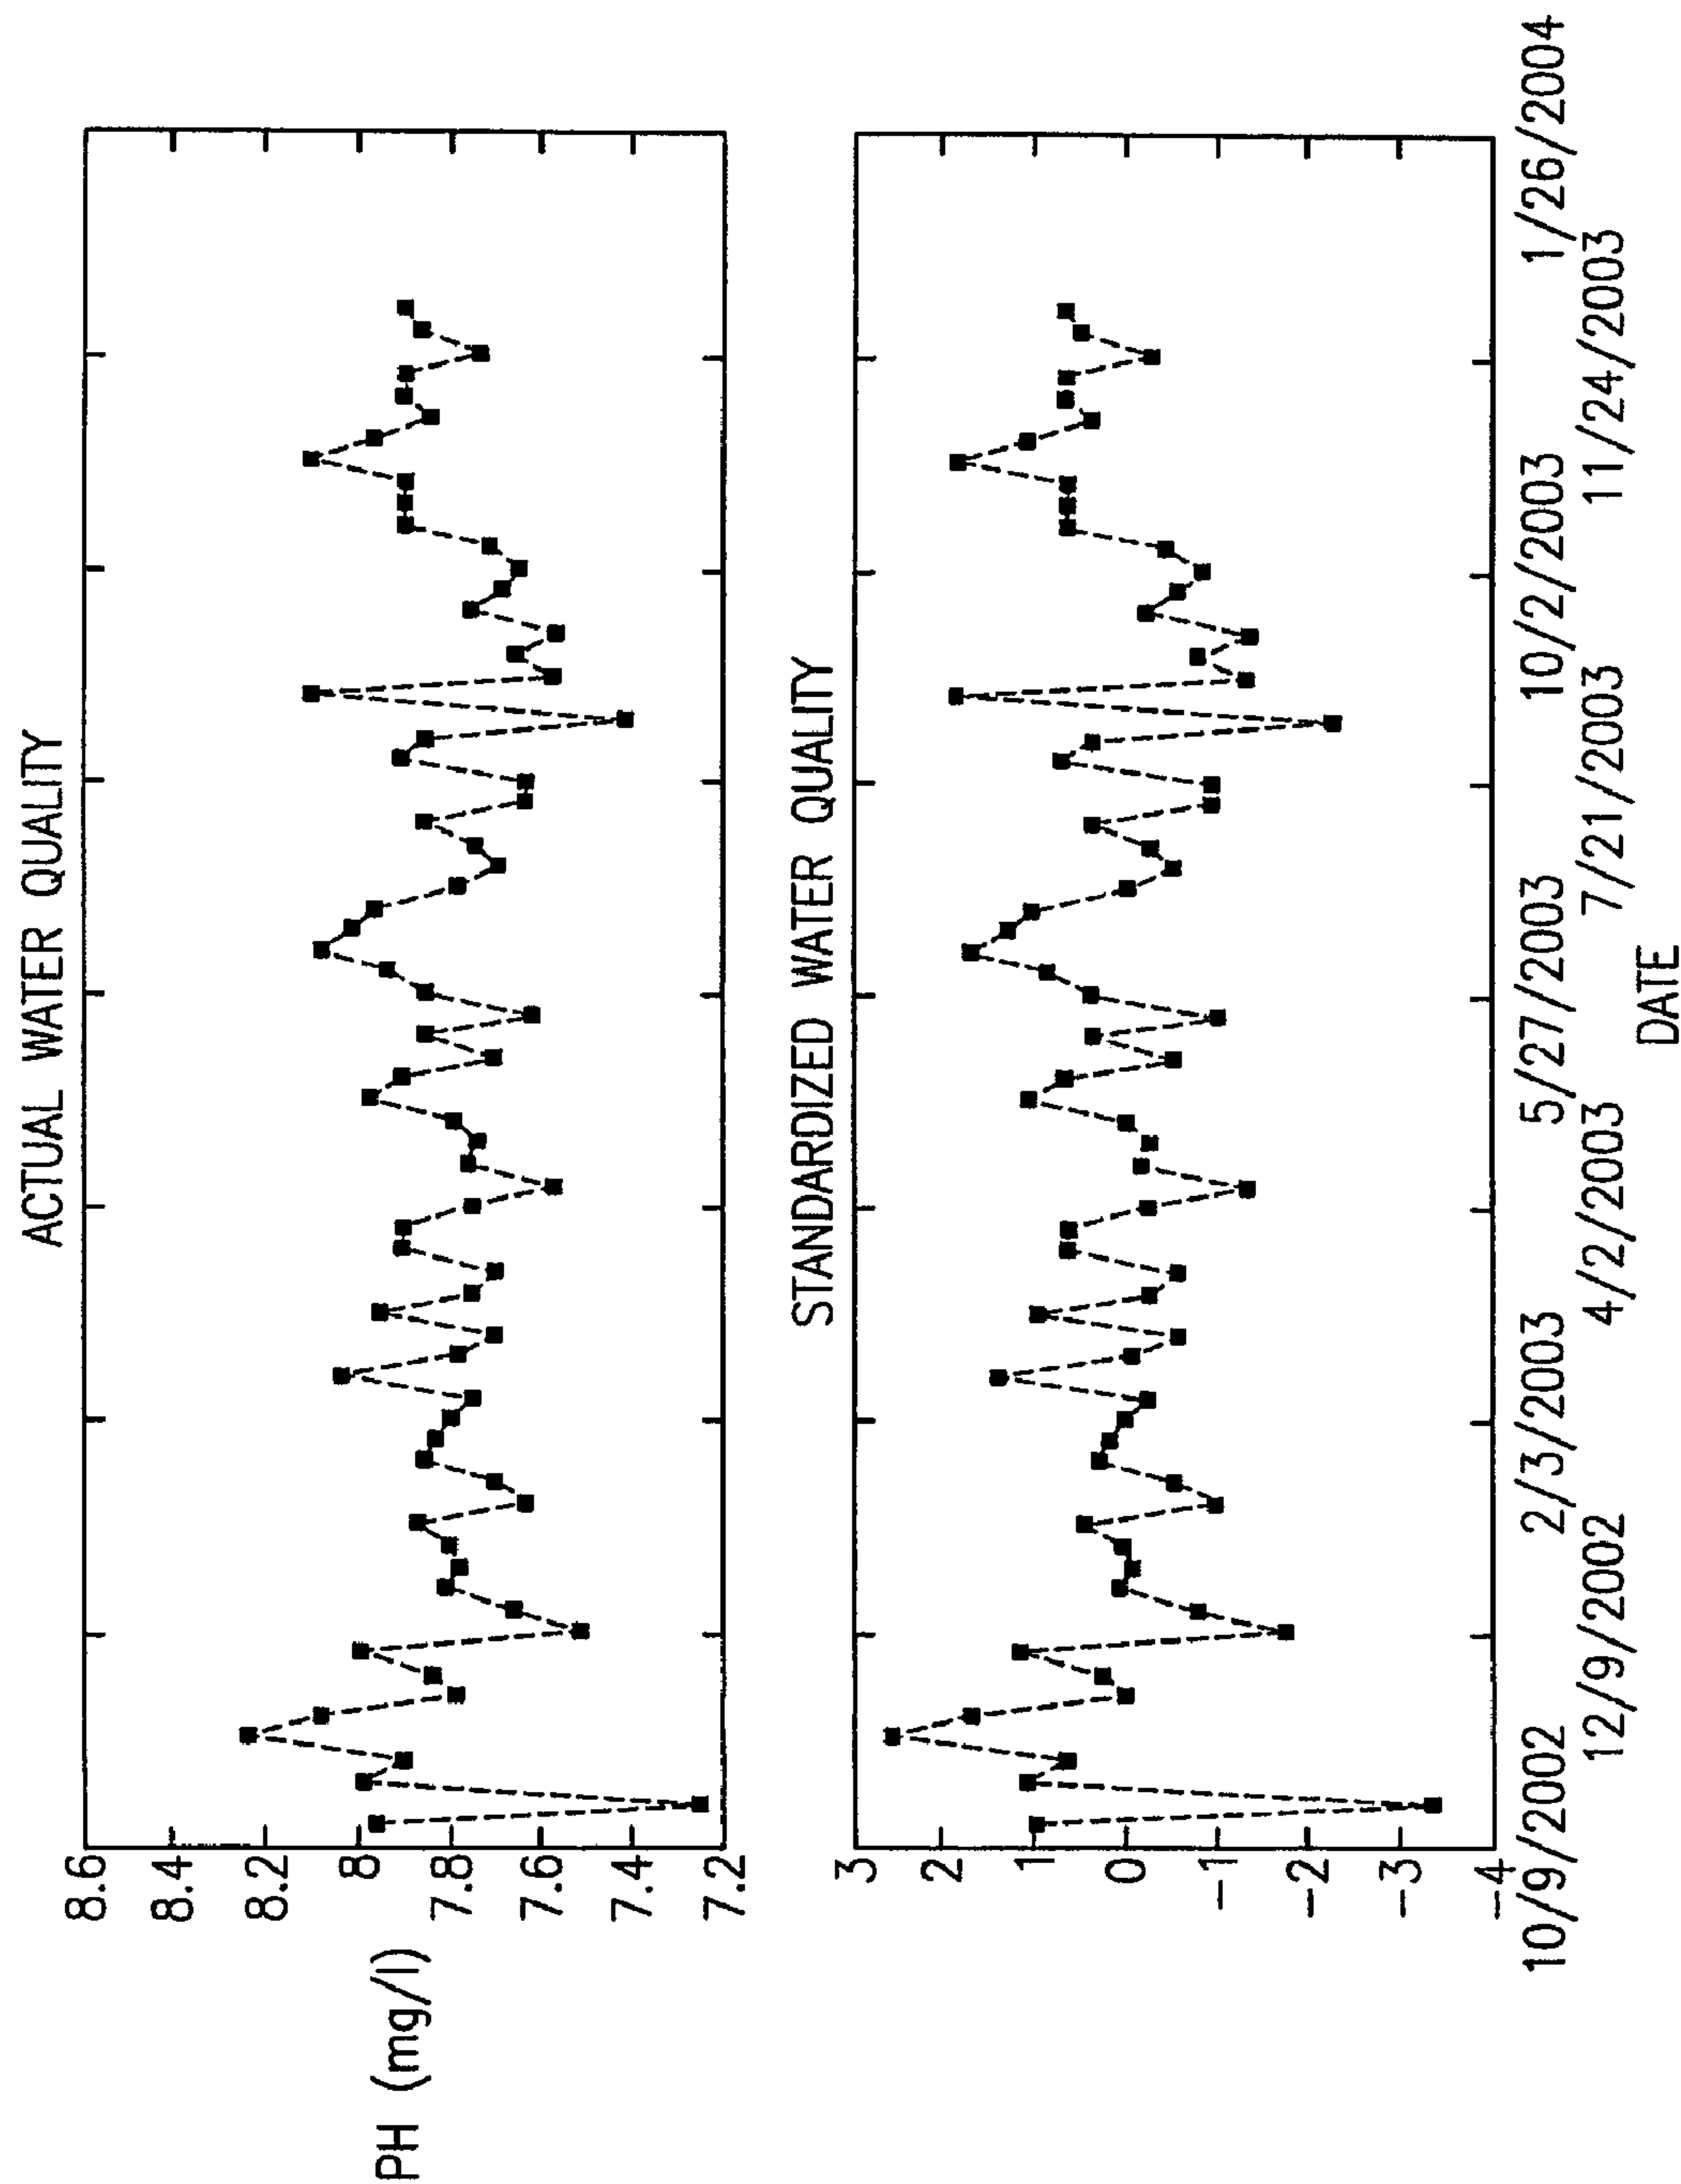 ACTUAL WATER QUALITY
8.6
8.4
8.2
8
7.8
7.6
7.4
7.2
PH (mg/l)
STANDARDIZED WATER QUALITY
3
2
1
0
-1
-2
-3
-4
10/9/2002 2/3/2003 5/27/2003 10/2/2003 1/26/2004
12/9/2002 4/2/2003 7/21/2003 11/24/2003
DATE